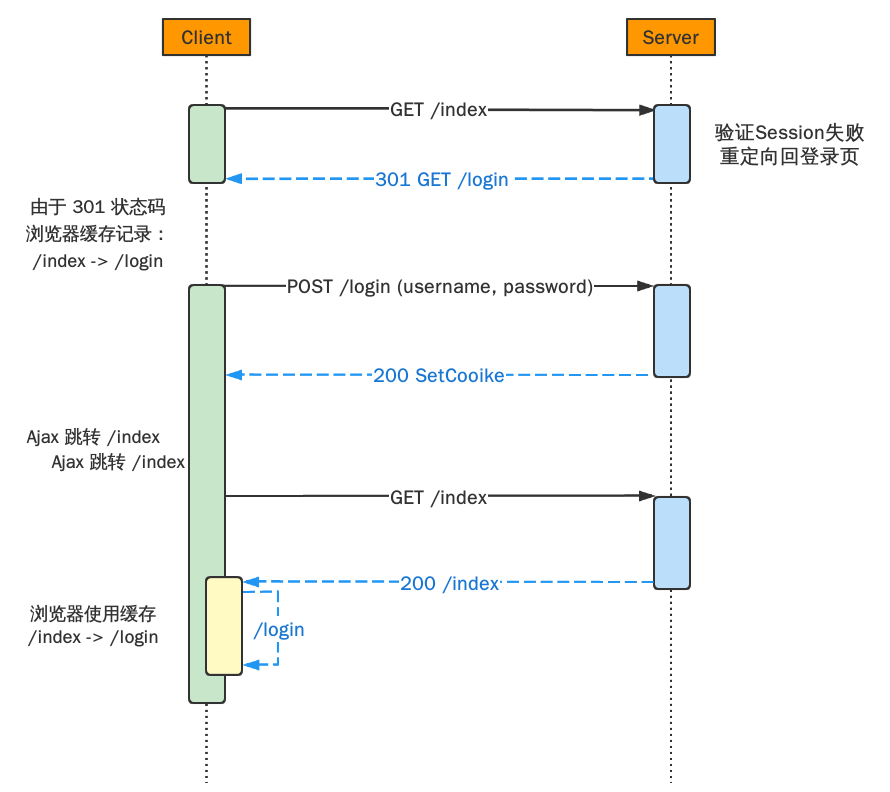 Client
Server
GET /index
验证Session失败
重定向回登录页
301 GET /login
由于 301 状态码
浏览器缓存记录：
/index -> /login
POST /login (username, password)
200 SetCooike
Ajax 跳转 /index
Ajax 跳转 /index
GET /index
200 /index
浏览器使用缓存
/index -> /login
/login